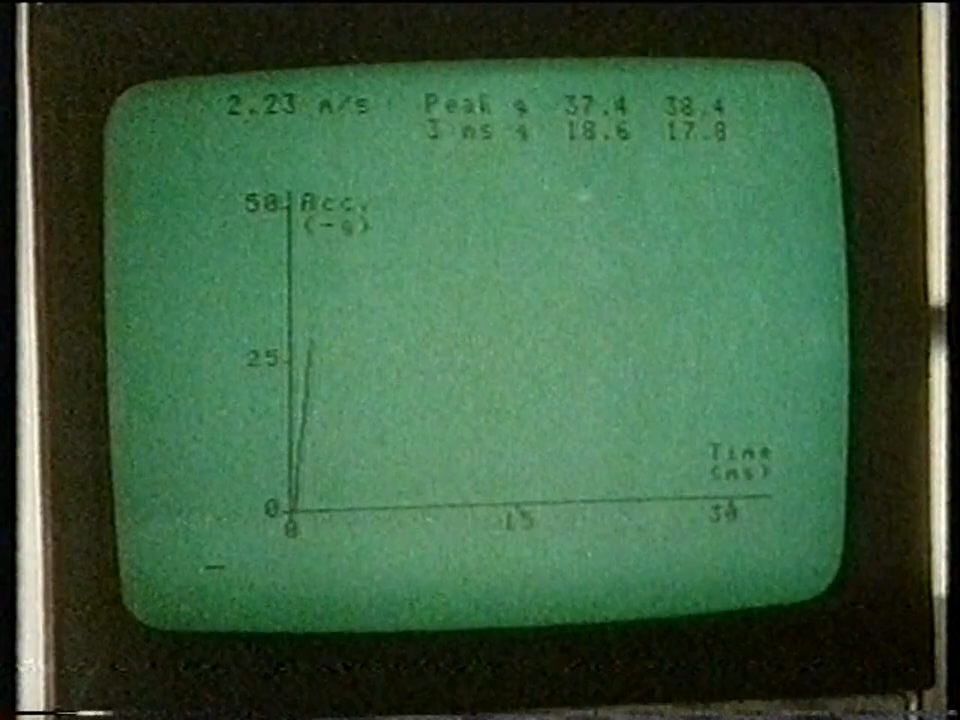 2.23 m/s Peak g 37.4 38.4
3 ms g 18.6 17.8
50 Acc.
(-g)
25
Time
(ms)
0
0 15 30